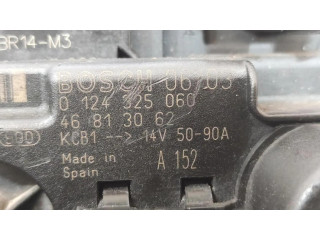 BR14-M3
BOSCH 06/03
0 124 325 060
46 81 30 62
KCB1 --> 14V 50-90A
Made in A 152
Spain